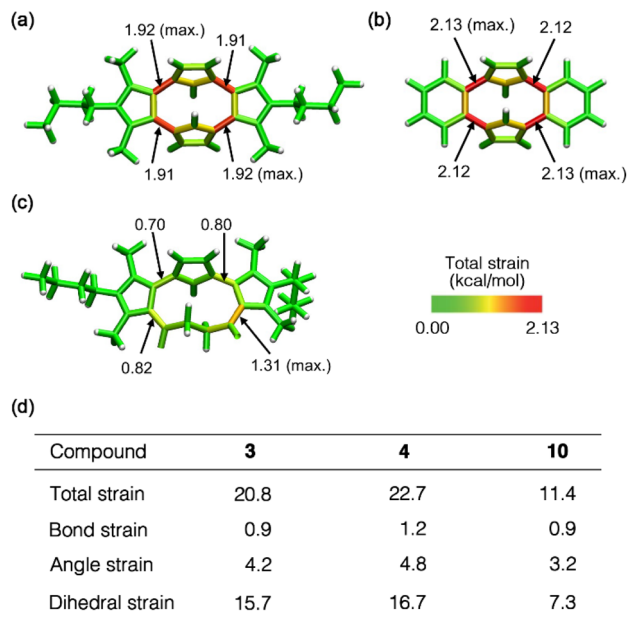 (a)
1.92 (max.)
1.91
1.91
1.92 (max.)
(b)
2.13 (max.)
2.12
2.12
2.13 (max.)
(c)
0.70
0.80
0.82
1.31 (max.)
Total strain
(kcal/mol)
0.00 2.13
(d)
Compound 3 4 10
Total strain 20.8 22.7 11.4
Bond strain 0.9 1.2 0.9
Angle strain 4.2 4.8 3.2
Dihedral strain 15.7 16.7 7.3